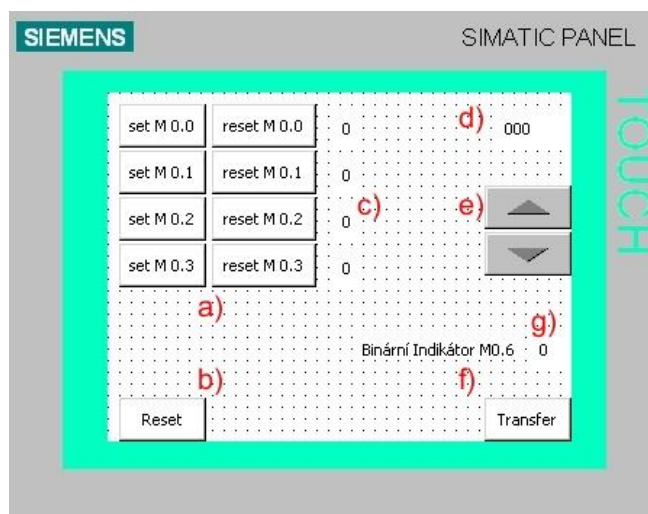 SIEMENS
SIMATIC PANEL
TOUCH
set M 0.0 reset M 0.0 0 d) 000
set M 0.1 reset M 0.1 0
set M 0.2 reset M 0.2 0 c) e)
set M 0.3 reset M 0.3 0
a)
g)
Binární Indikátor M0.6 0
b) f)
Reset Transfer